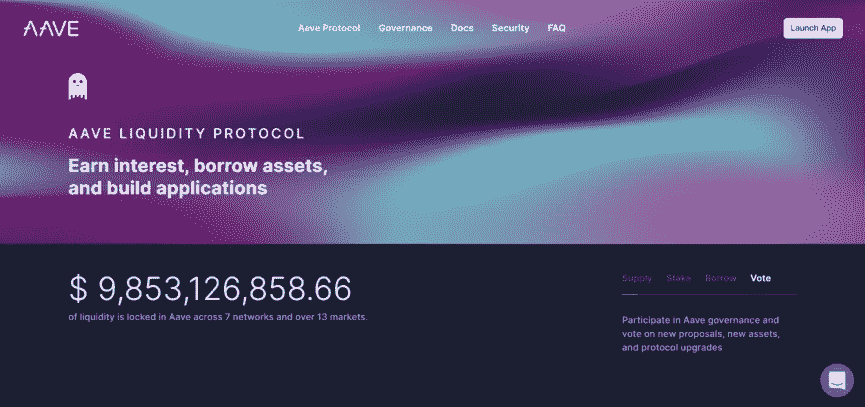 AAVE
Aave Protocol Governance Docs Security FAQ
Launch App
AAVE LIQUIDITY PROTOCOL
Earn interest, borrow assets,
and build applications
$ 9,853,126,858.66
of liquidity is locked in Aave across 7 networks and over 13 markets.
Supply Stake Borrow Vote
Participate in Aave governance and
vote on new proposals, new assets,
and protocol upgrades